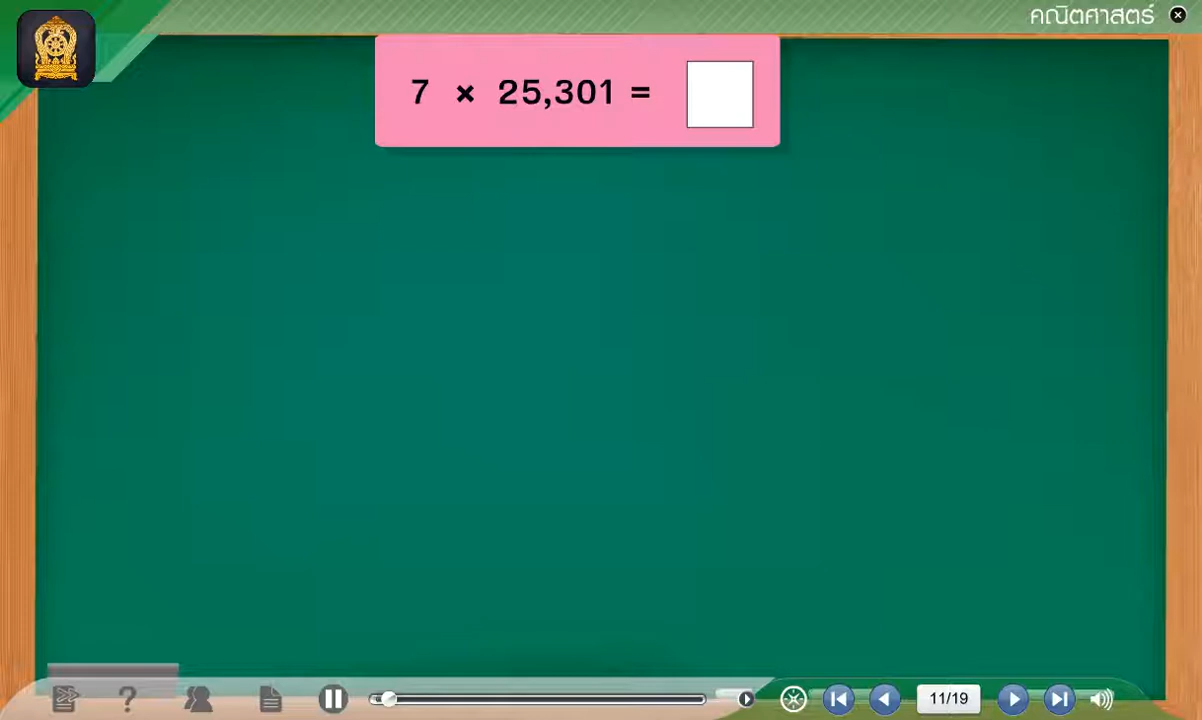 คณิตศาสตร์
7 × 25,301 =
?
11/19